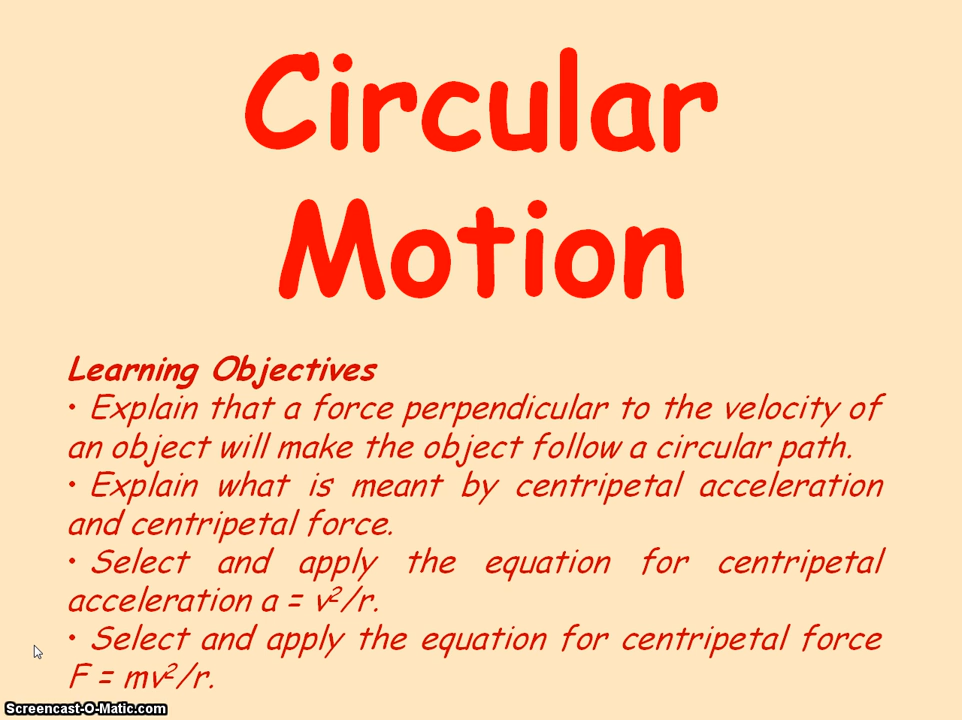 Circular
Motion
Learning Objectives
• Explain that a force perpendicular to the velocity of
an object will make the object follow a circular path.
• Explain what is meant by centripetal acceleration
and centripetal force.
• Select and apply the equation for centripetal
acceleration a = v²/r.
• Select and apply the equation for centripetal force
F = mv²/r.
Screencast-O-Matic.com